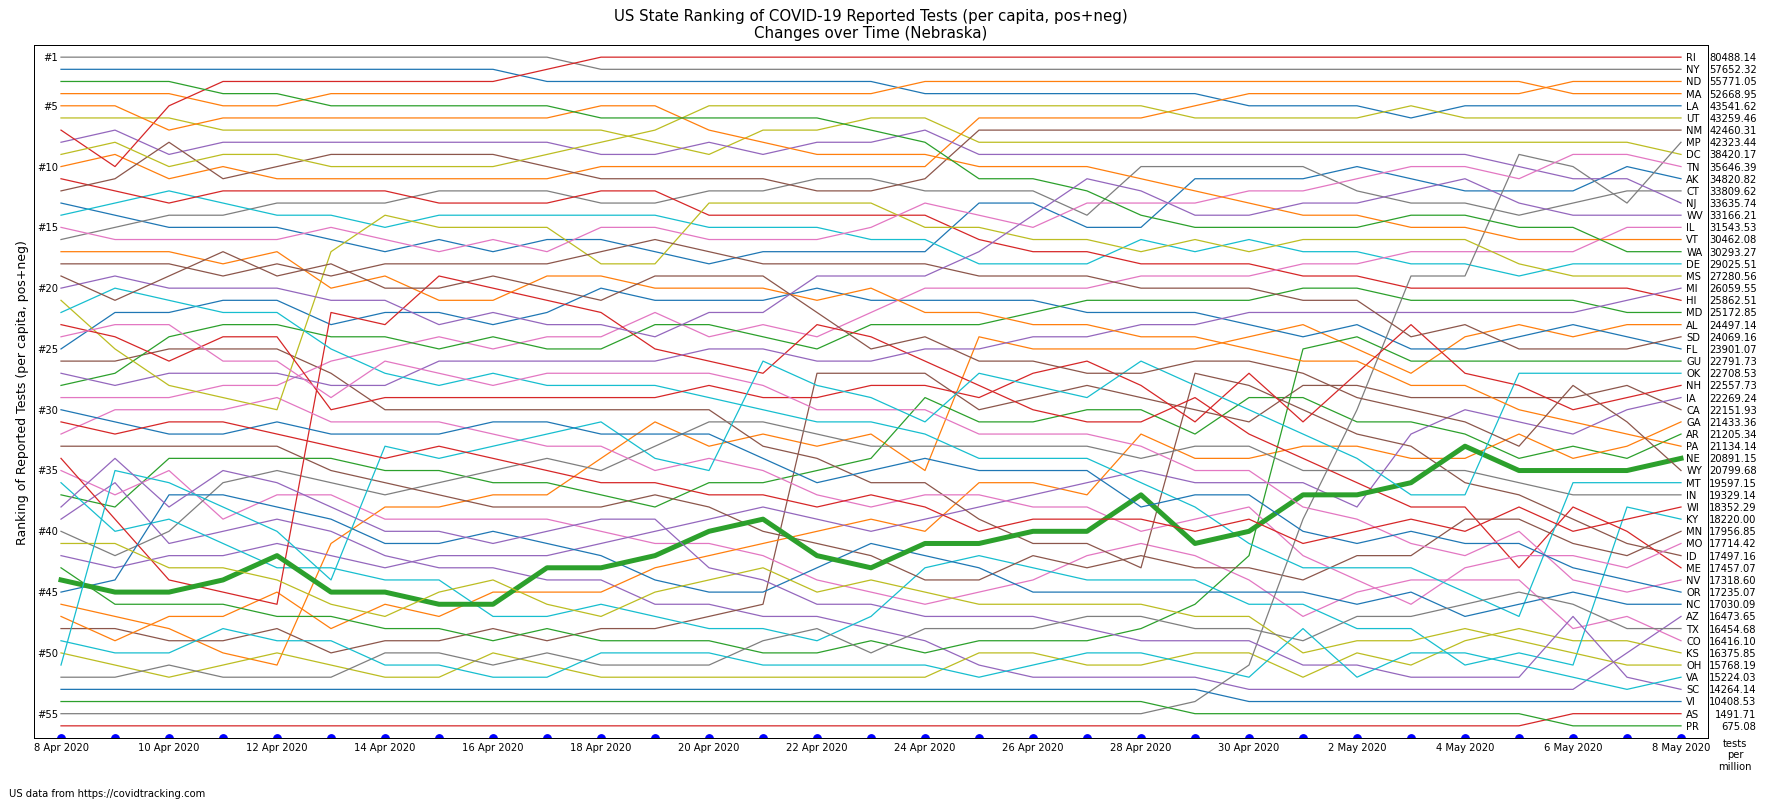 US State Ranking of COVID-19 Reported Tests (per capita, pos+neg)
Changes over Time (Nebraska)
Ranking of Reported Tests (per capita, pos+neg)
#1
#5
#10
#15
#20
#25
#30
#35
#40
#45
#50
#55
RI 80488.14
NY 57652.32
ND 55771.05
MA 52668.95
LA 43541.62
UT 43259.46
NM 42460.31
MP 42323.44
DC 38420.17
TN 35646.39
AK 34820.82
CT 33809.62
NJ 33635.74
WV 33166.21
IL 31543.53
VT 30462.08
WA 30293.27
DE 29025.51
MS 27280.56
MI 26059.55
HI 25862.51
MD 25172.85
AL 24497.14
SD 24069.16
FL 23901.07
GU 22791.73
OK 22708.53
NH 22557.73
IA 22269.24
CA 22151.93
GA 21433.36
AR 21205.34
PA 21134.14
NE 20891.15
WY 20799.68
MT 19597.15
IN 19329.14
WI 18352.29
KY 18220.00
MN 17956.85
MO 17714.42
ID 17497.16
ME 17457.07
NV 17318.60
OR 17235.07
NC 17030.09
AZ 16473.65
TX 16454.68
CO 16416.10
KS 16375.85
OH 15768.19
VA 15224.03
SC 14264.14
VI 10408.53
AS 1491.71
PR 675.08
8 Apr 2020 10 Apr 2020 12 Apr 2020 14 Apr 2020 16 Apr 2020 18 Apr 2020 20 Apr 2020 22 Apr 2020 24 Apr 2020 26 Apr 2020 28 Apr 2020 30 Apr 2020 2 May 2020 4 May 2020 6 May 2020 8 May 2020
tests
per
million
US data from https://covidtracking.com